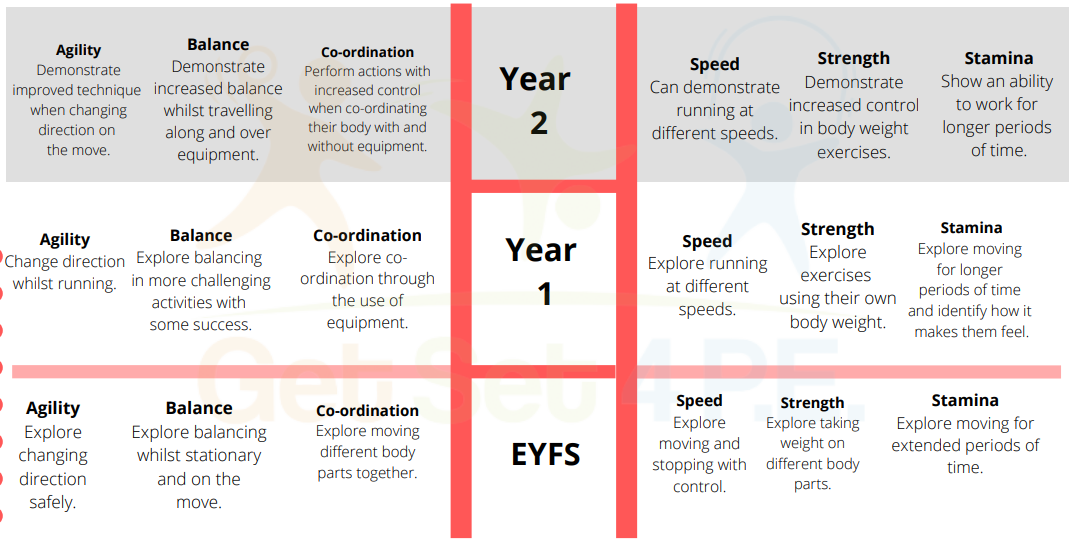 Agility
Demonstrate
improved technique
when changing
direction on
the move.
Balance
Demonstrate
increased balance
whilst travelling
along and over
equipment.
Co-ordination
Perform actions with
increased control
when co-ordinating
their body with and
without equipment.
Year
2
Speed
Can demonstrate
running at
different speeds.
Strength
Demonstrate
increased control
in body weight
exercises.
Stamina
Show an ability
to work for
longer periods
of time.
Agility
Change direction
whilst running.
Balance
Explore balancing
in more challenging
activities with
some success.
Co-ordination
Explore co-
ordination through
the use of
equipment.
Year
1
Speed
Explore running
at different
speeds.
Strength
Explore
exercises
using their own
body weight.
Stamina
Explore moving
for longer
periods of time
and identify how it
makes them feel.
Get Set 4 P.E.
Agility
Explore
changing
direction
safely.
Balance
Explore balancing
whilst stationary
and on the
move.
Co-ordination
Explore moving
different body
parts together.
EYFS
Speed
Explore
moving and
stopping with
control.
Strength
Explore taking
weight on
different body
parts.
Stamina
Explore moving for
extended periods of
time.